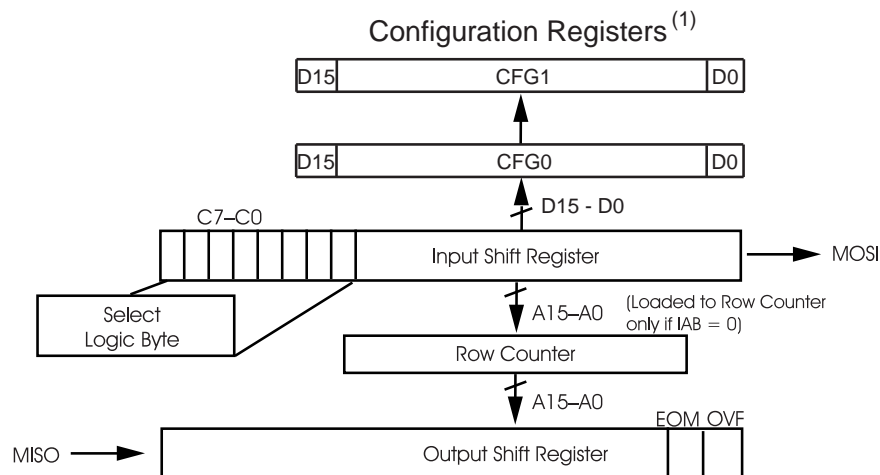 Configuration Registers (1)
D15 CFG1 D0
D15 CFG0 D0
D15 - D0
C7–C0
Input Shift Register
MOSI
Select
Logic Byte
A15–A0
(Loaded to Row Counter
only if IAB = 0)
Row Counter
A15–A0
EOM OVF
MISO
Output Shift Register